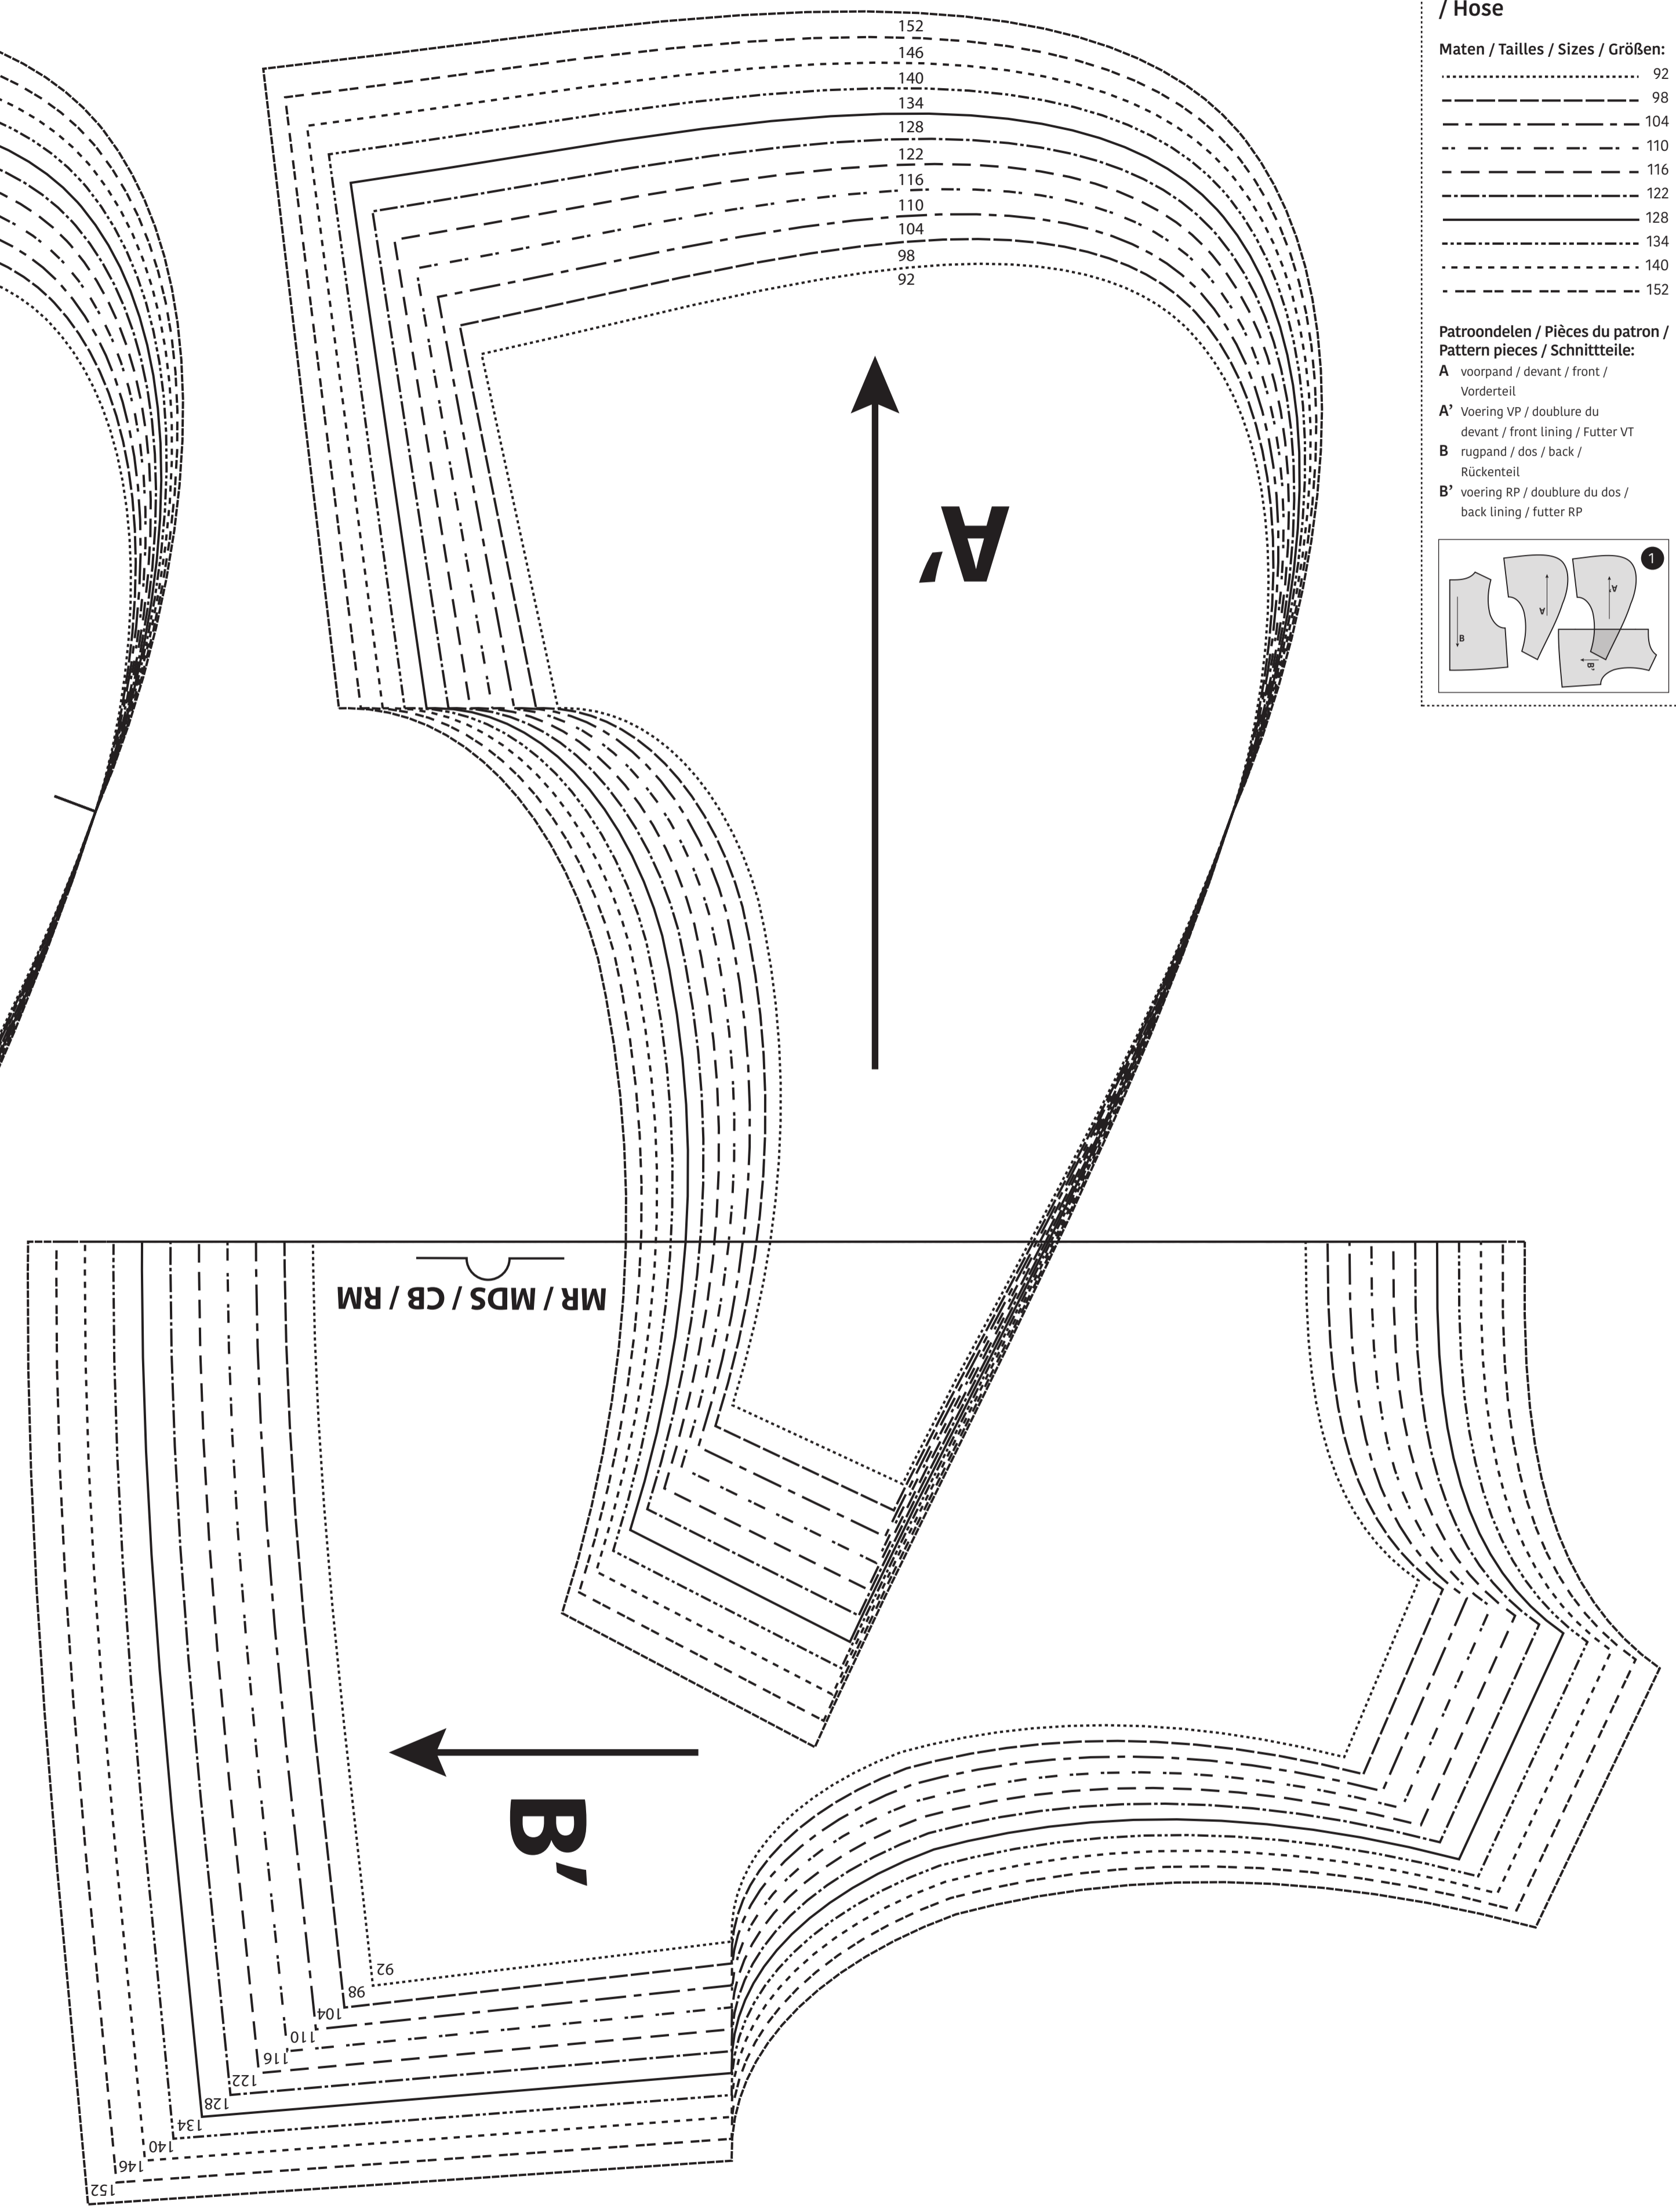 / Hose
Maten / Tailles / Sizes / Größen:
92
98
104
110
116
122
128
134
140
152
Patroondelen / Pièces du patron /
Pattern pieces / Schnittteile:
A voorpand / devant / front /
Vorderteil
A’ Voering VP / doublure du
devant / front lining / Futter VT
B rugpand / dos / back /
Rückenteil
B’ voering RP / doublure du dos /
back lining / futter RP
1
B
A
A’
B’
152
146
140
134
128
122
116
110
104
98
92
A’
MR / MDS / CB / RM
B’
92
98
104
110
116
122
128
134
140
146
152